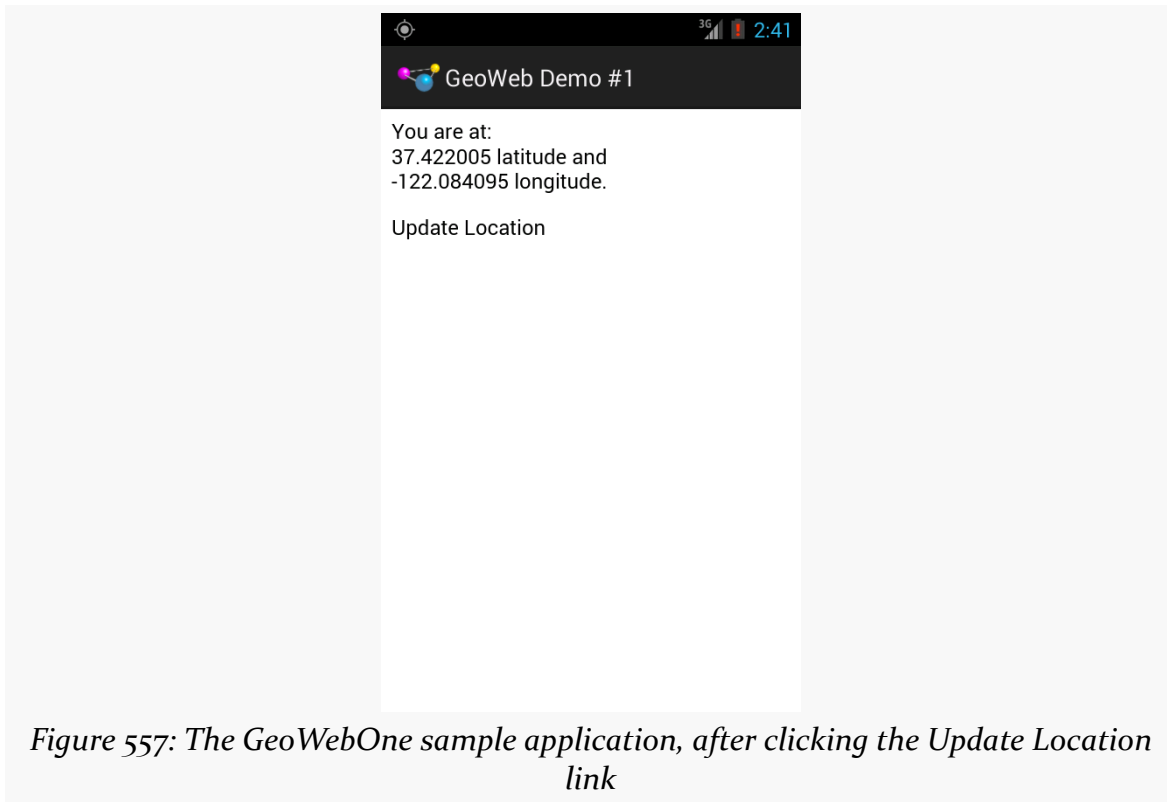 3G 2:41
GeoWeb Demo #1
You are at:
37.422005 latitude and
-122.084095 longitude.
Update Location
Figure 557: The GeoWebOne sample application, after clicking the Update Location
link